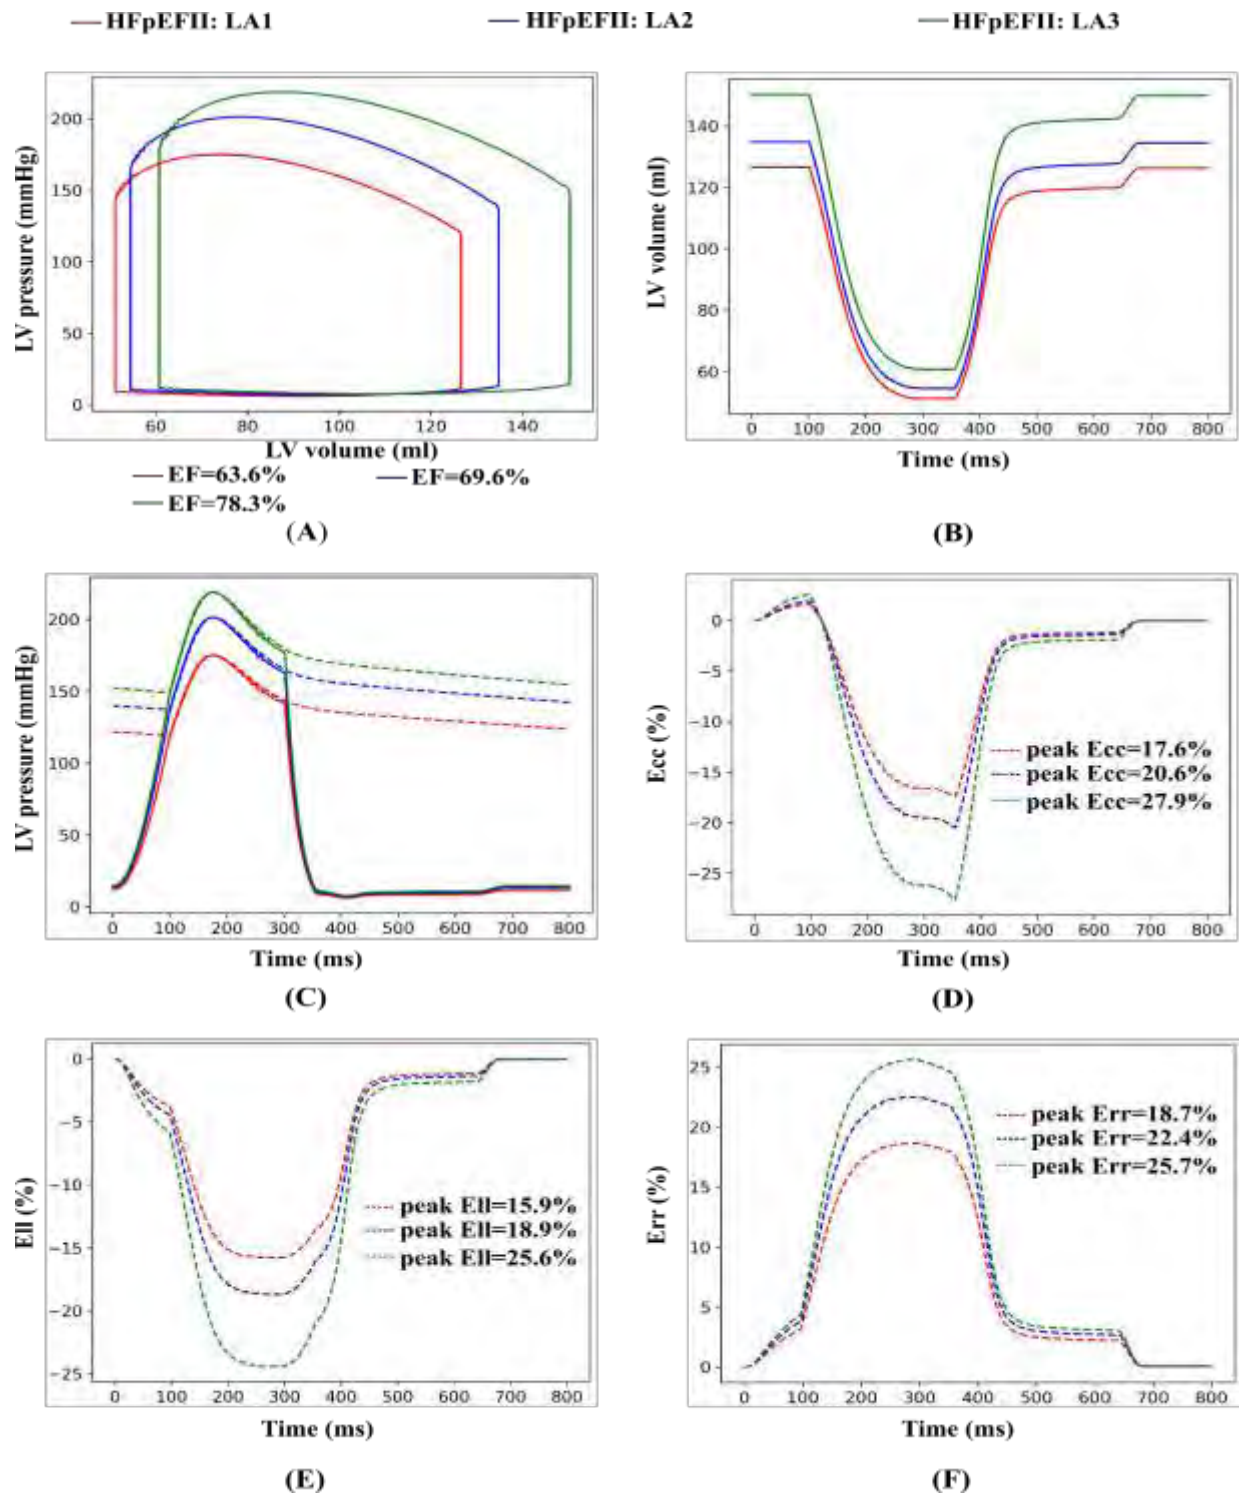 HFpEFII: LA1 HFpEFII: LA2 HFpEFII: LA3
200
150
100
50
0
LV pressure (mmHg)
60 80 100 120 140
LV volume (ml)
EF=63.6% EF=69.6%
EF=78.3%
(A)
140
120
100
80
60
LV volume (ml)
0 100 200 300 400 500 600 700 800
Time (ms)
(B)
200
150
100
50
0
LV pressure (mmHg)
0 100 200 300 400 500 600 700 800
Time (ms)
(C)
0
−5
−10
−15
−20
−25
Ecc (%)
peak Ecc=17.6%
peak Ecc=20.6%
peak Ecc=27.9%
0 100 200 300 400 500 600 700 800
Time (ms)
(D)
0
−5
−10
−15
−20
−25
Ell (%)
peak Ell=15.9%
peak Ell=18.9%
peak Ell=25.6%
0 100 200 300 400 500 600 700 800
Time (ms)
(E)
25
20
15
10
5
0
Err (%)
peak Err=18.7%
peak Err=22.4%
peak Err=25.7%
0 100 200 300 400 500 600 700 800
Time (ms)
(F)